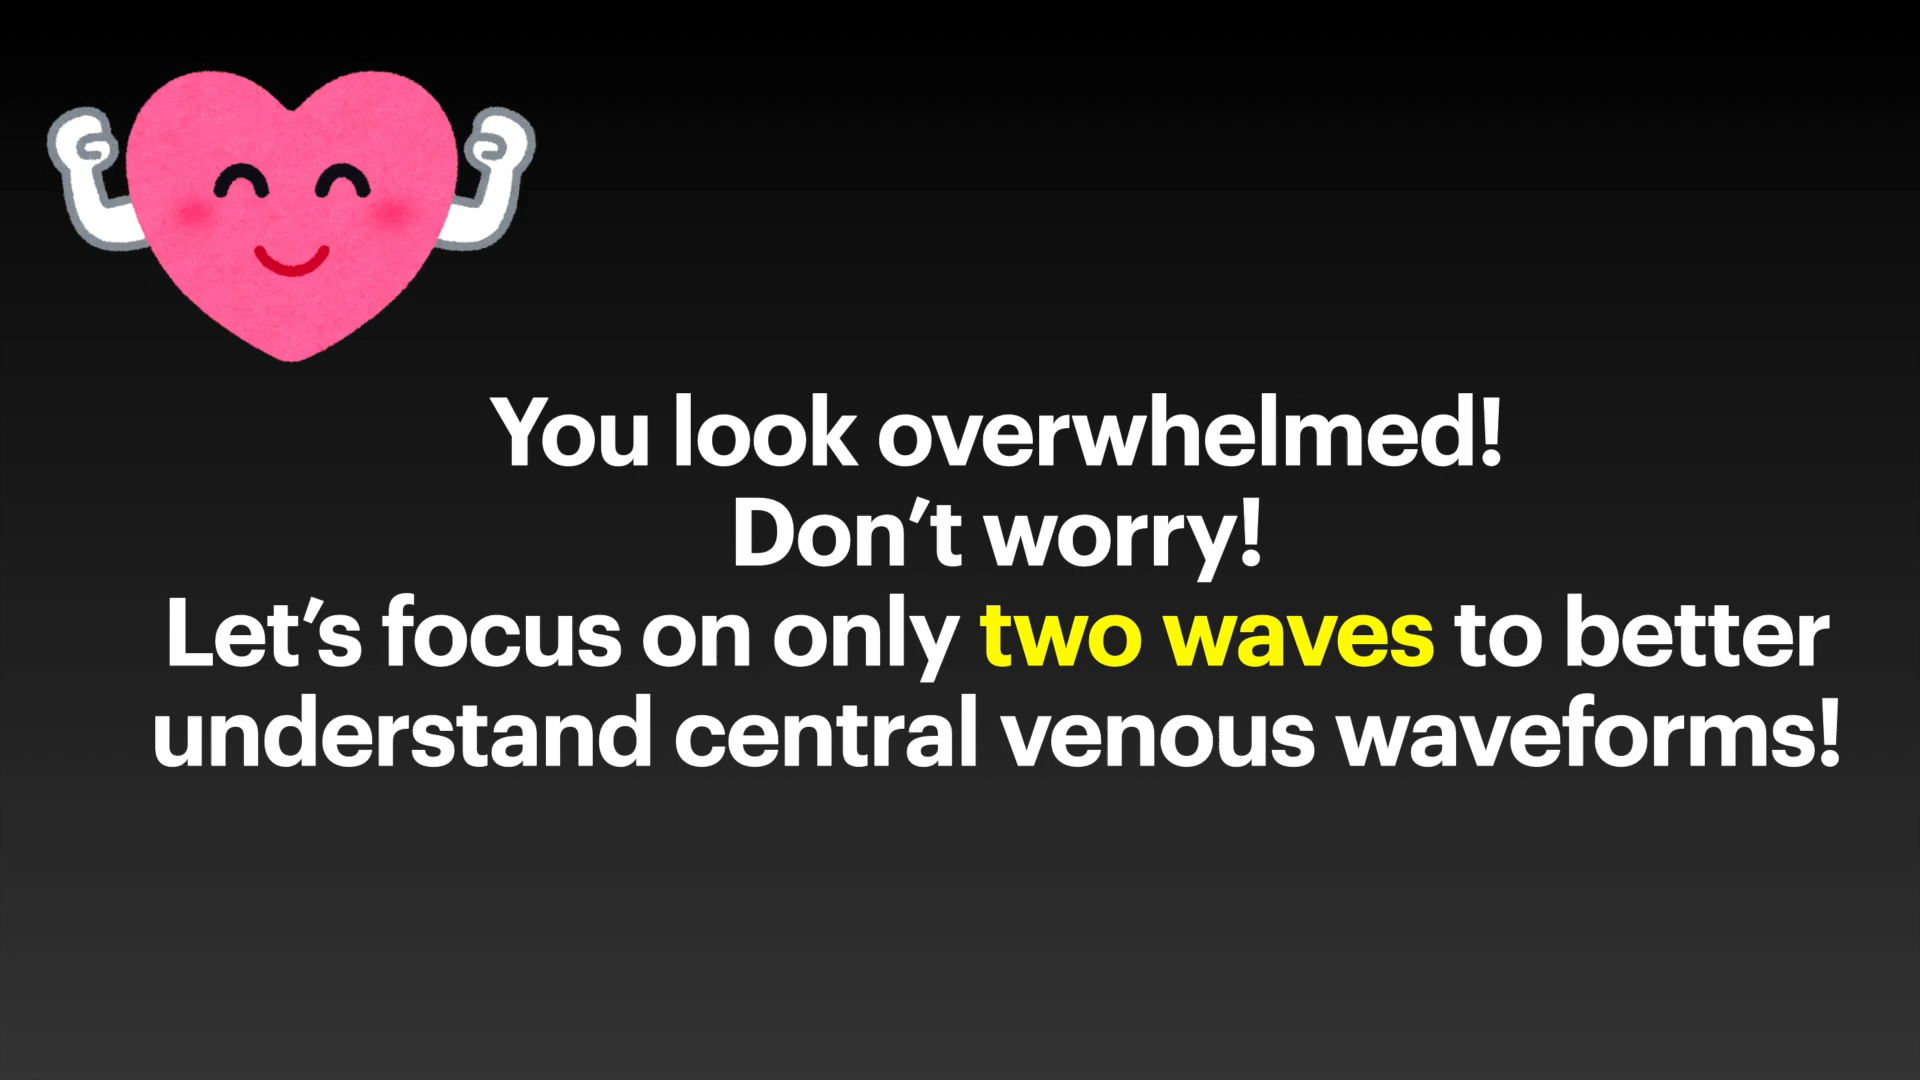 You look overwhelmed!
Don’t worry!
Let’s focus on only two waves to better
understand central venous waveforms!